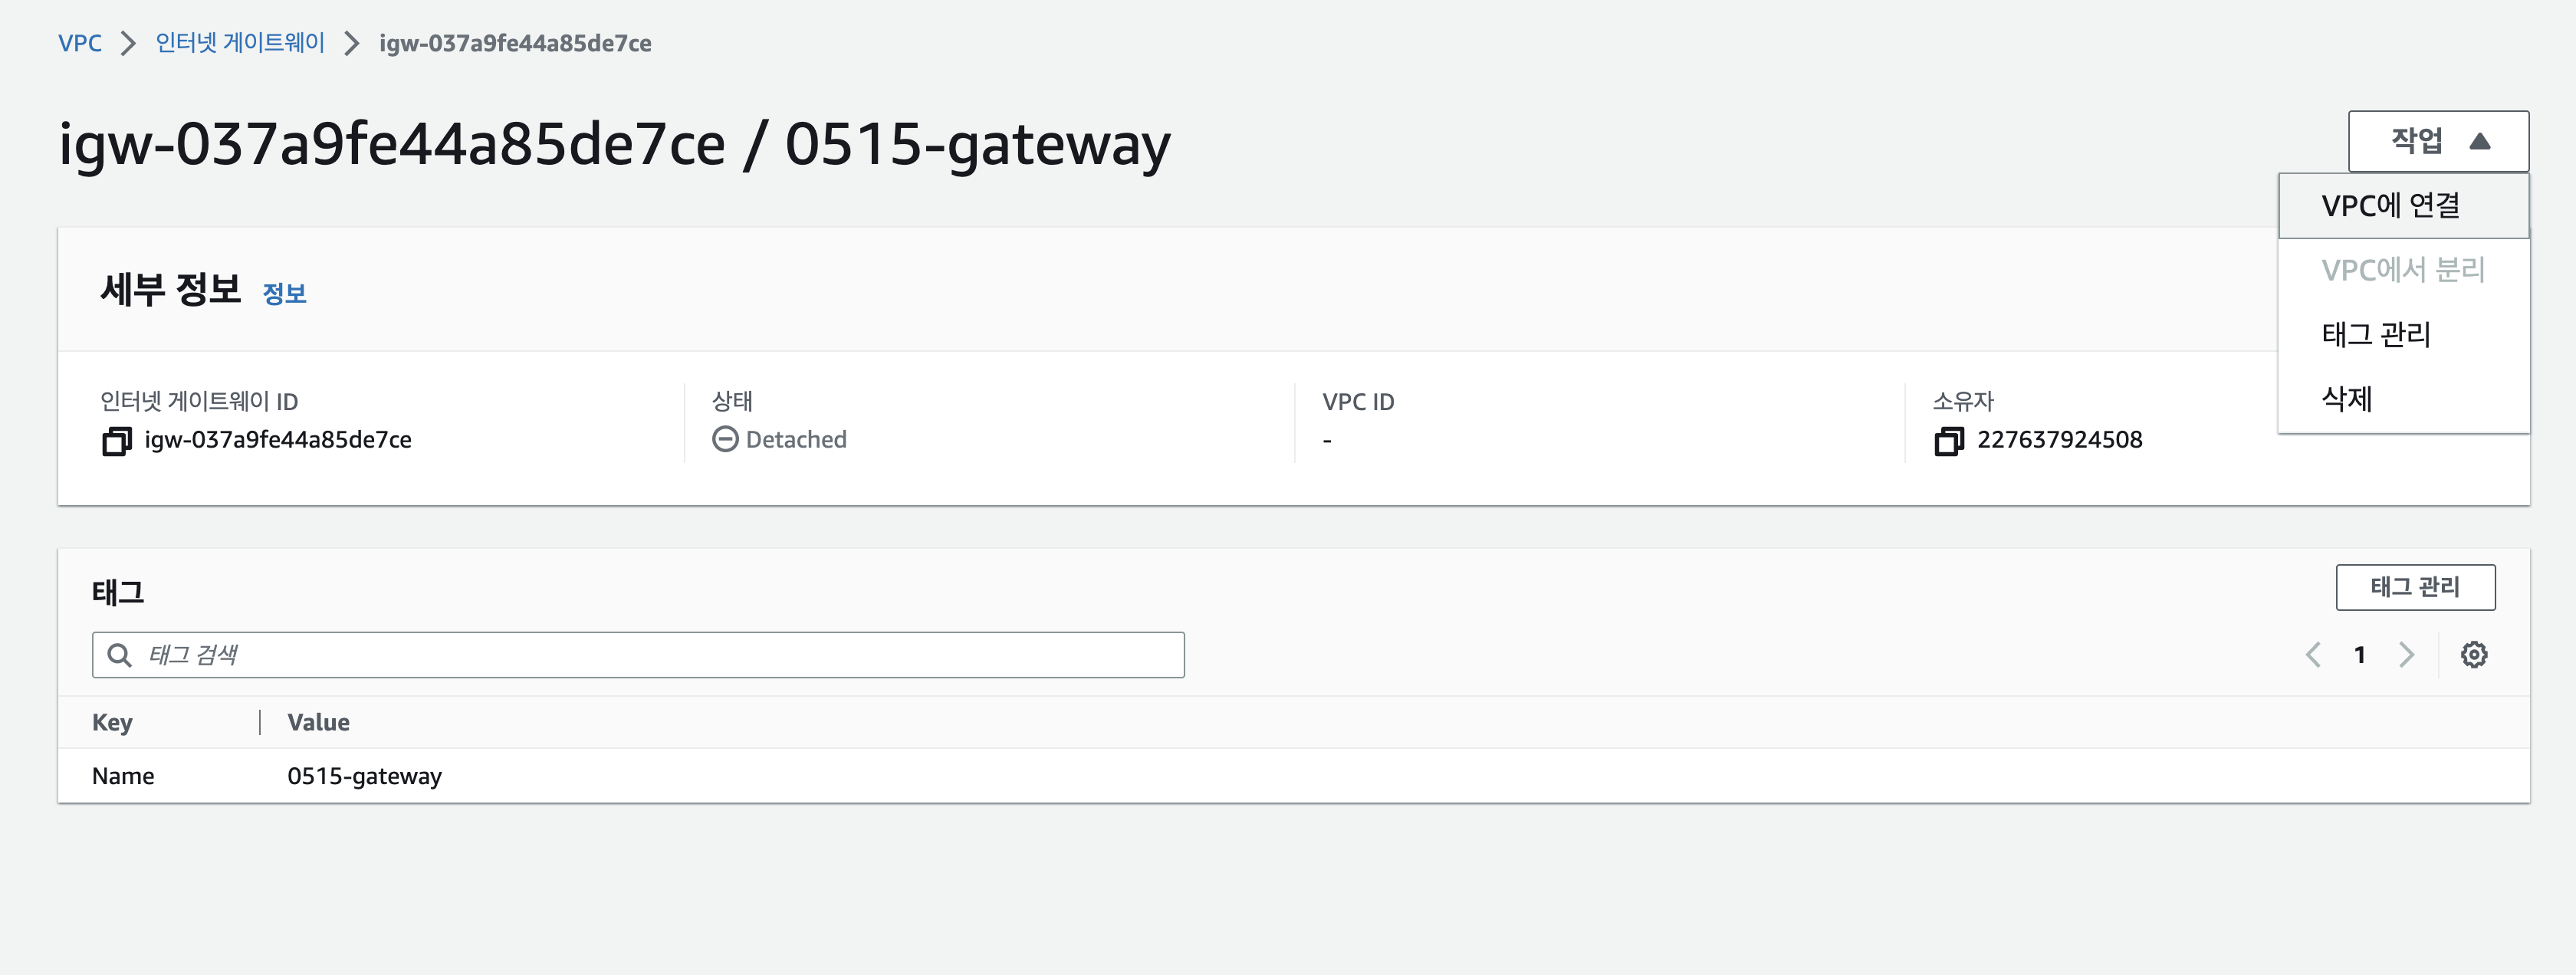 VPC > 인터넷 게이트웨이 > igw-037a9fe44a85de7ce
igw-037a9fe44a85de7ce / 0515-gateway
작업
VPC에 연결
VPC에서 분리
태그 관리
삭제
세부 정보 정보
인터넷 게이트웨이 ID
igw-037a9fe44a85de7ce
상태
Detached
VPC ID
-
소유자
227637924508
태그
태그 관리
태그 검색
1
Key Value
Name 0515-gateway